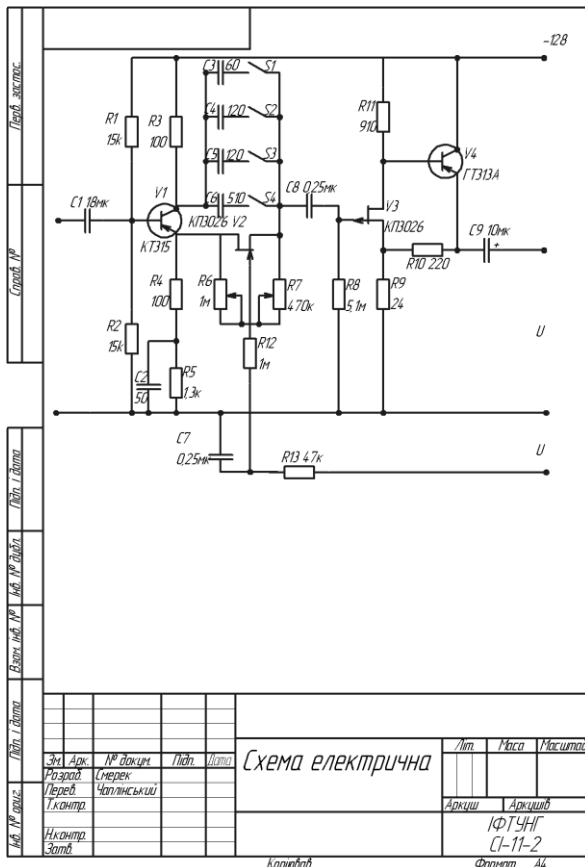 Перв. застос.
Справ. №
Підп. і дата
Інв. № дубл.
Взам. інв. №
Підп. і дата
Інв. № ориг.
-12В
C3 60 S1
R1 15k
R3 100
C4 120 S2
R11 910
C5 120 S3
V4 ГТ313А
C1 18мк
V1 КТ315
C6 510 S4
C8 0,25мк
КП302б V2
V3 КП302б
C9 10мк
+
R10 220
R4 100
R6 1м
R7 470к
R8 5,1м
R9 24
R2 15k
R12 1м
U
C2 50
R5 1,3к
C7 0,25мк
R13 47к
U
Зм. Арк. № докум. Підп. Дата
Розраб. Смерек
Перев. Чаплінський
Т.контр.
Н.контр.
Затв.
Схема електрична
Літ. Маса Масштаб
Аркуш Аркушів
ІФТУНГ
СІ-11-2
Копіював
Формат А4